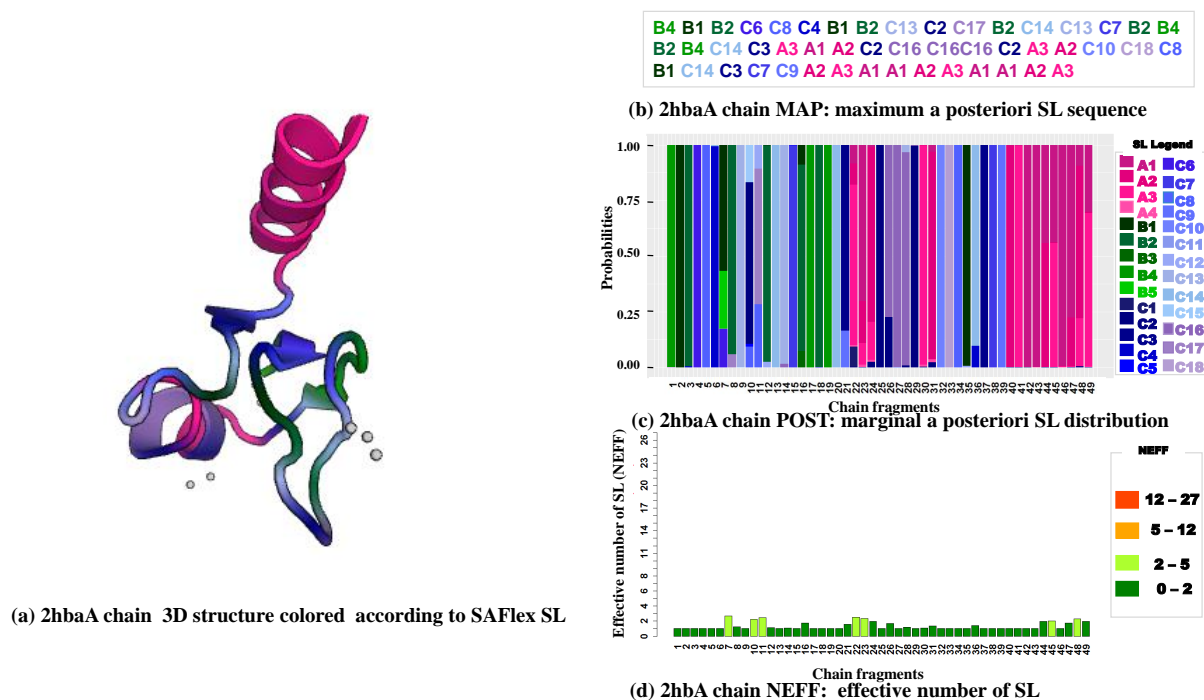 B4 B1 B2 C6 C8 C4 B1 B2 C13 C2 C17 B2 C14 C13 C7 B2 B4
B2 B4 C14 C3 A3 A1 A2 C2 C16 C16C16 C2 A3 A2 C10 C18 C8
B1 C14 C3 C7 C9 A2 A3 A1 A1 A2 A3 A1 A1 A2 A3
(b) 2hbaA chain MAP: maximum a posteriori SL sequence
Probabilities
1.00
0.75
0.50
0.25
0.00
1 2 3 4 5 6 7 8 9 10 11 12 13 14 15 16 17 18 19 20 21 22 23 24 25 26 27 28 29 30 31 32 33 34 35 36 37 38 39 40 41 42 43 44 45 46 47 48 49
Chain fragments
SL Legend
A1 C6
A2 C7
A3 C8
A4 C9
B1 C10
B2 C11
B3 C12
B4 C13
B5 C14
C1 C15
C2 C16
C3 C17
C4 C18
C5
(c) 2hbaA chain POST: marginal a posteriori SL distribution
Effective number of SL (NEFF)
26
23
20
17
14
11
8
6
4
2
0
1 2 3 4 5 6 7 8 9 10 11 12 13 14 15 16 17 18 19 20 21 22 23 24 25 26 27 28 29 30 31 32 33 34 35 36 37 38 39 40 41 42 43 44 45 46 47 48 49
Chain fragments
NEFF
12 – 27
5 – 12
2 – 5
0 – 2
(d) 2hbA chain NEFF: effective number of SL
(a) 2hbaA chain 3D structure colored according to SAFlex SL